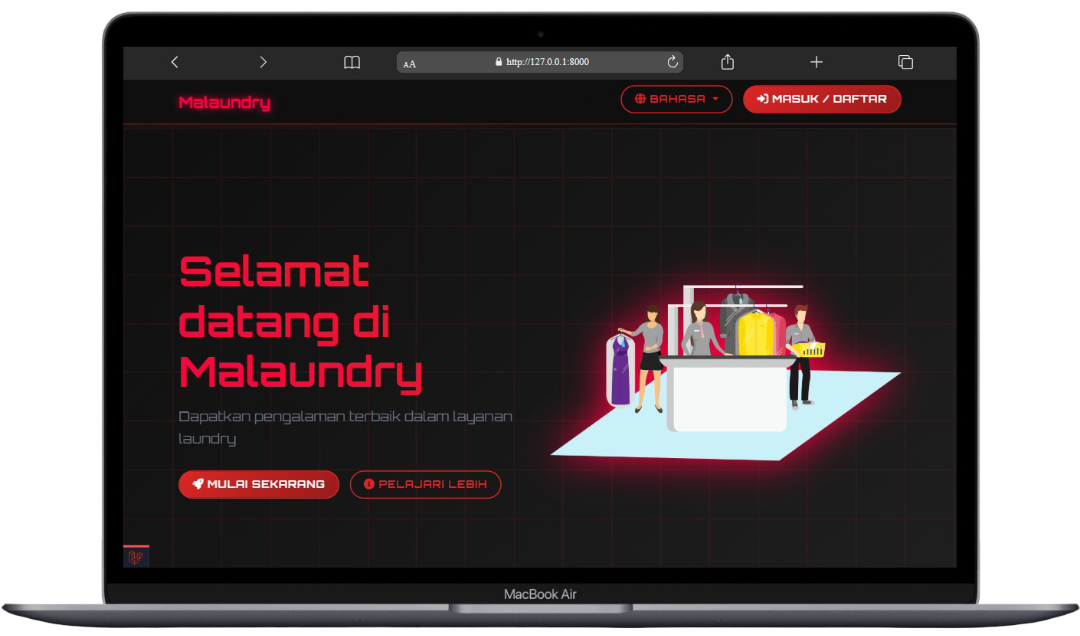 AA http://127.0.0.1:8000
Malaundry
BAHASA
MASUK / DAFTAR
Selamat
datang di
Malaundry
Dapatkan pengalaman terbaik dalam layanan
laundry
MULAI SEKARANG
PELAJARI LEBIH
MacBook Air